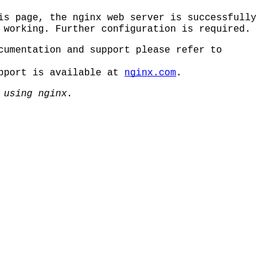 is page, the nginx web server is successfully
working. Further configuration is required.
cumentation and support please refer to
pport is available at nginx.com.
using nginx.